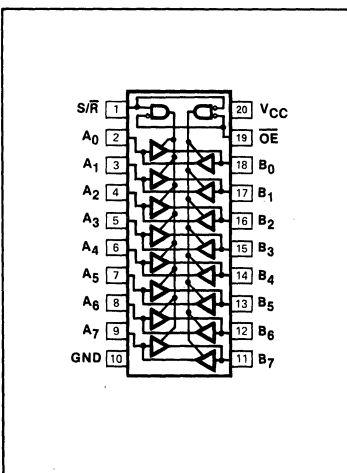 S/R̅ 1 20 VCC
A0 2 19 O̅E̅
A1 3 18 B0
A2 4 17 B1
A3 5 16 B2
A4 6 15 B3
A5 7 14 B4
A6 8 13 B5
A7 9 12 B6
GND 10 11 B7